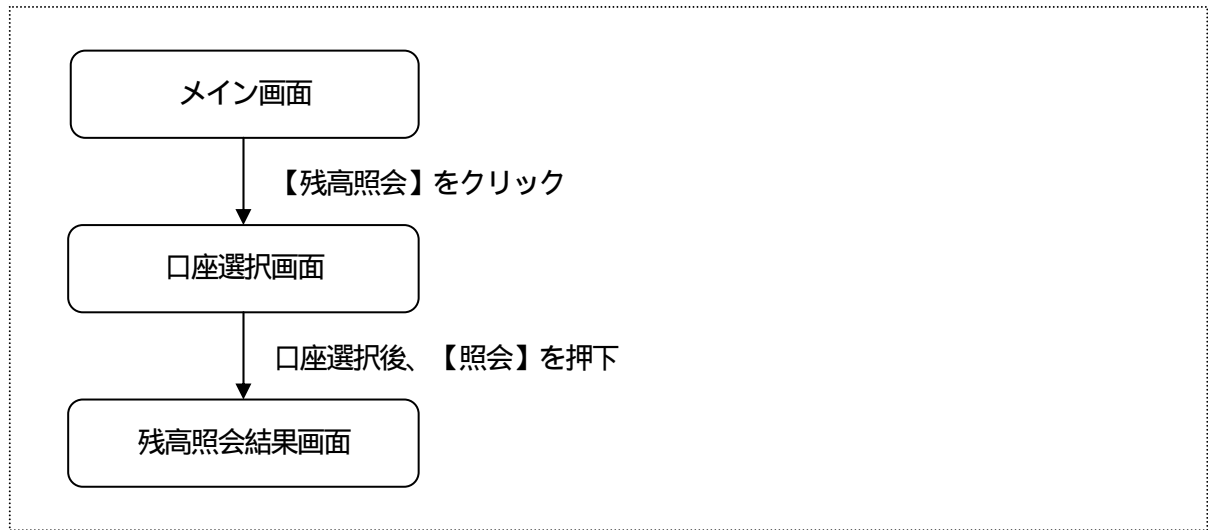 メイン画面
【残高照会】をクリック
口座選択画面
口座選択後、【照会】を押下
残高照会結果画面